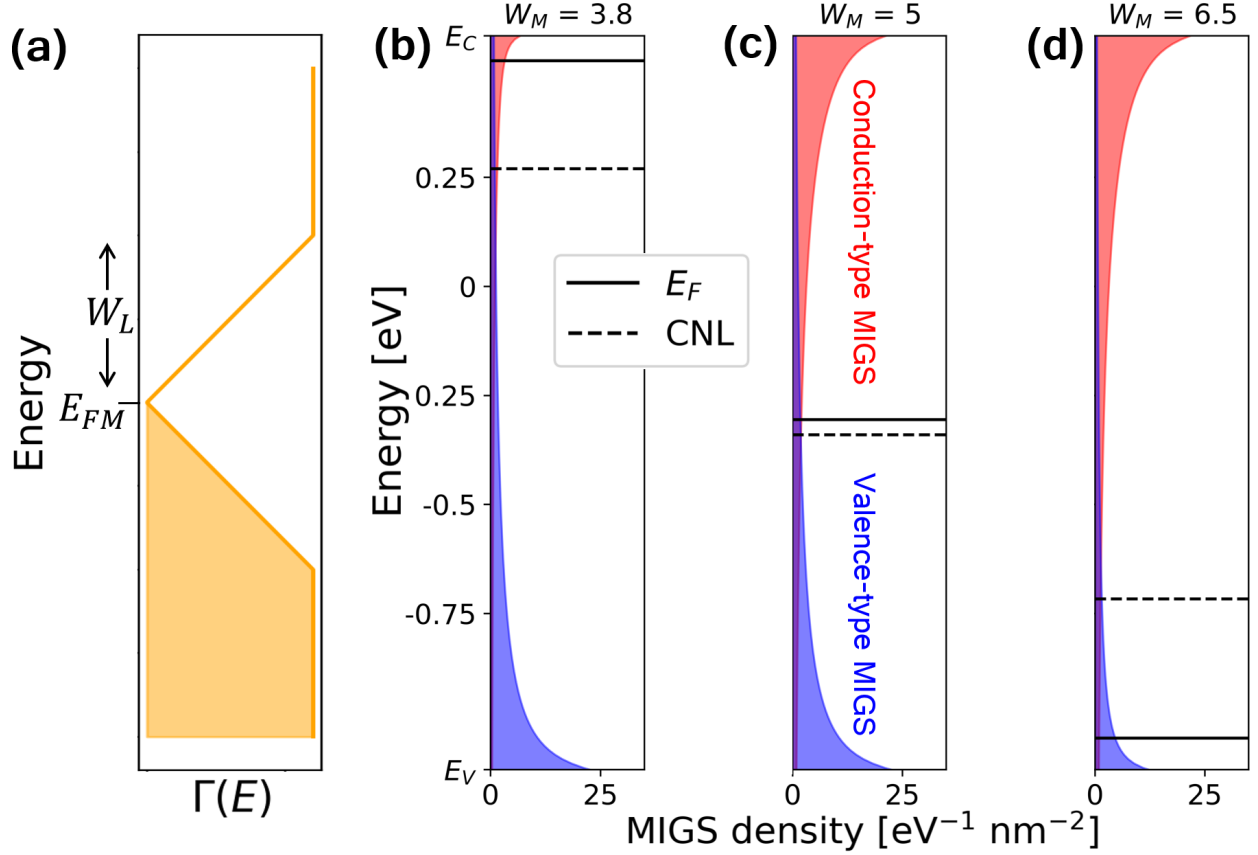 (a)
Energy
W_L
E_{FM}
Γ(E)
(b)
W_M = 3.8
E_C
0.25
0
0.25
-0.5
-0.75
E_V
Energy [eV]
0
25
E_F
CNL
(c)
W_M = 5
Conduction-type MIGS
Valence-type MIGS
0
25
(d)
W_M = 6.5
0
25
MIGS density [eV⁻¹ nm⁻²]